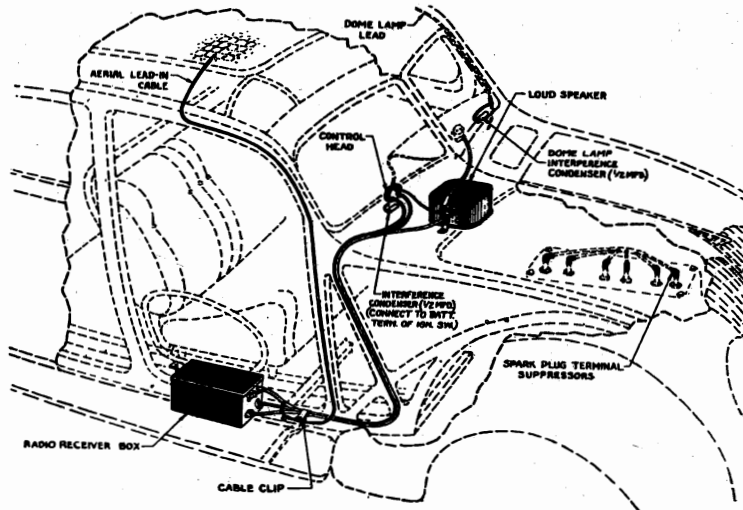 DOME LAMP
LEAD
AERIAL LEAD-IN
CABLE
LOUD SPEAKER
CONTROL
HEAD
DOME LAMP
INTERFERENCE
CONDENSER (1/2 MFD)
INTERFERENCE
CONDENSER (1/2 MFD)
(CONNECT TO BATT.
TERM. OF IGN. SW.)
SPARK PLUG TERMINAL
SUPPRESSORS
RADIO RECEIVER BOX
CABLE CLIP